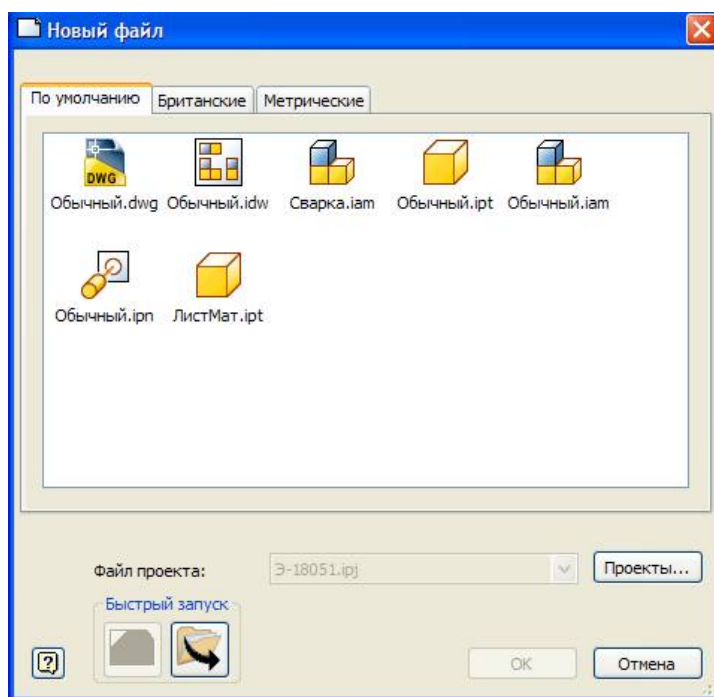 Новый файл
По умолчанию Британские Метрические
DWG
Обычный.dwg Обычный.idw Сварка.iam Обычный.ipt Обычный.iam
Обычный.ipn ЛистМат.ipt
Файл проекта: Э-18051.ipj Проекты...
Быстрый запуск
? OK Отмена